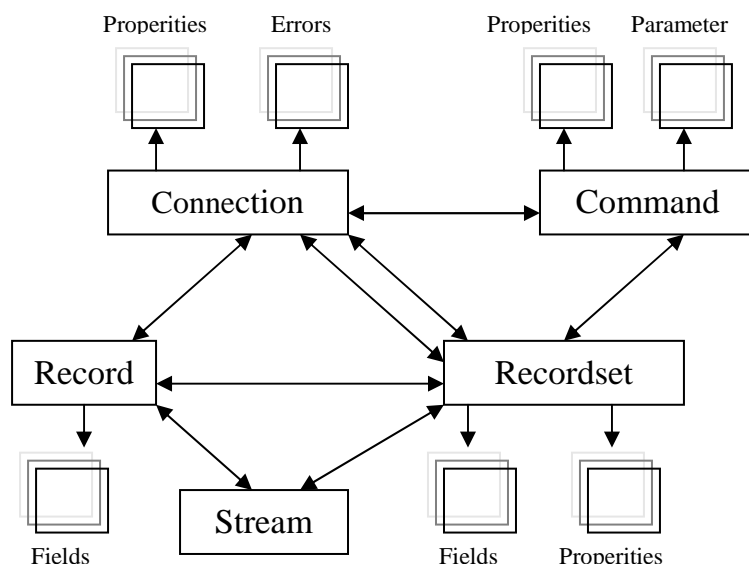 Properities Errors Properities Parameter
Connection Command
Record Recordset
Stream
Fields Fields Properities